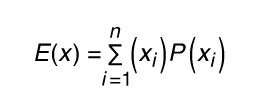 E(x) = Σ_{i=1}^{n} (x_i) P(x_i)